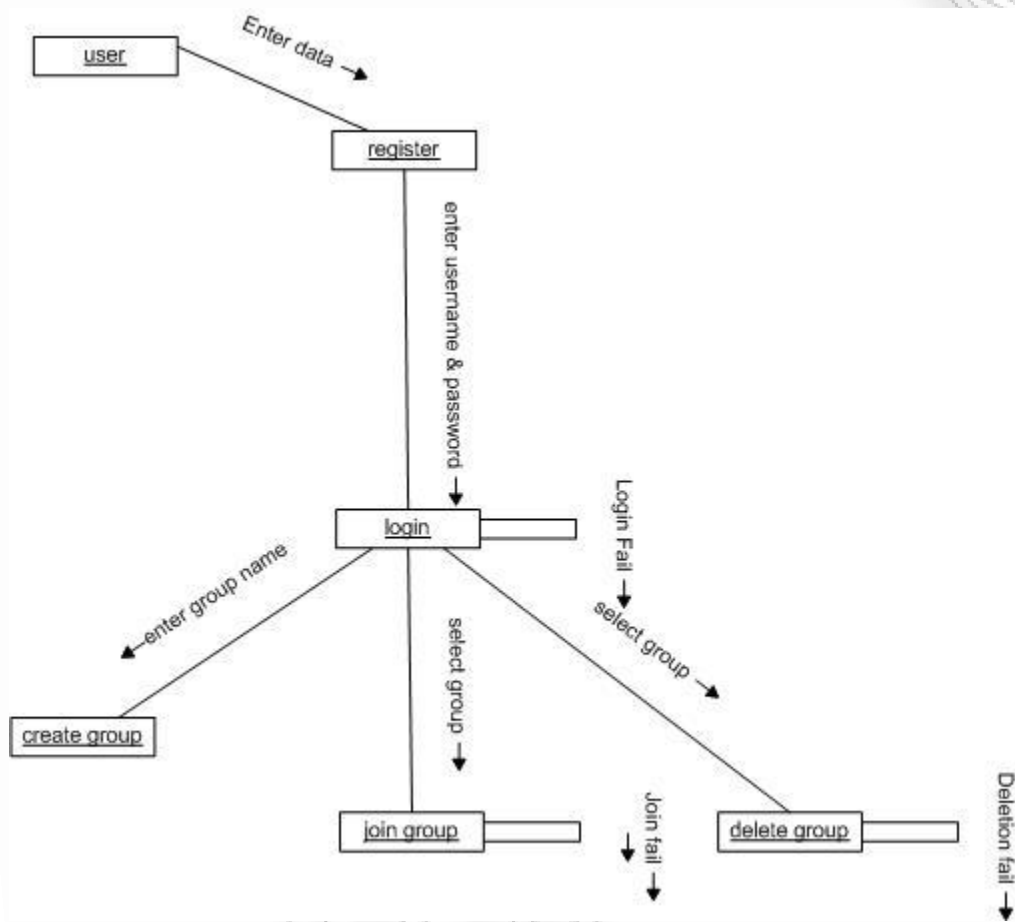 Enter data
user
register
enter username & password
login
Login Fail
enter group name
select group
select group
create group
join group
Join fail
delete group
Deletion fail